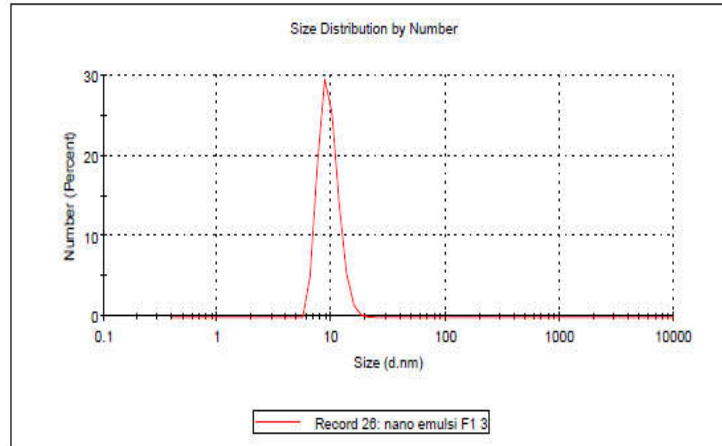 Size Distribution by Number
Number (Percent)
30
20
10
0
0.1 1 10 100 1000 10000
Size (d.nm)
Record 26: nano emulsi F1 3